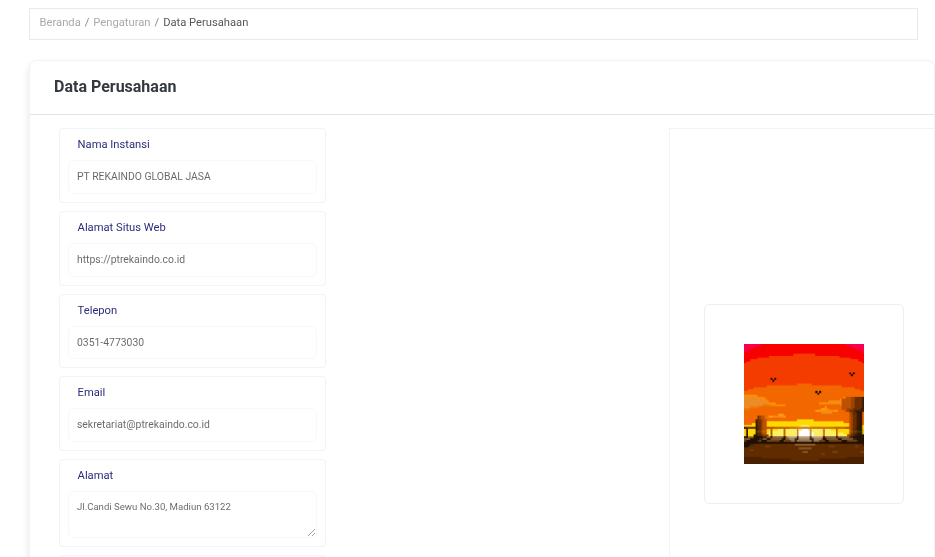 Beranda / Pengaturan / Data Perusahaan
Data Perusahaan
Nama Instansi
PT REKAINDO GLOBAL JASA
Alamat Situs Web
https://ptrekaindo.co.id
Telepon
0351-4773030
Email
sekretariat@ptrekaindo.co.id
Alamat
Jl.Candi Sewu No.30, Madiun 63122